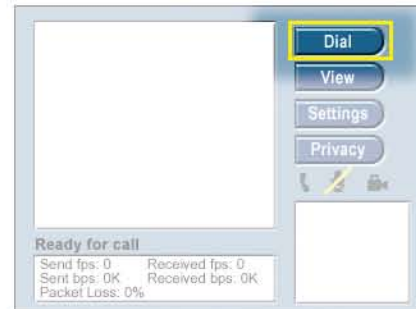 Dial
View
Settings
Privacy
Ready for call
Send fps: 0 Received fps: 0
Sent bps: 0K Received bps: 0K
Packet Loss: 0%